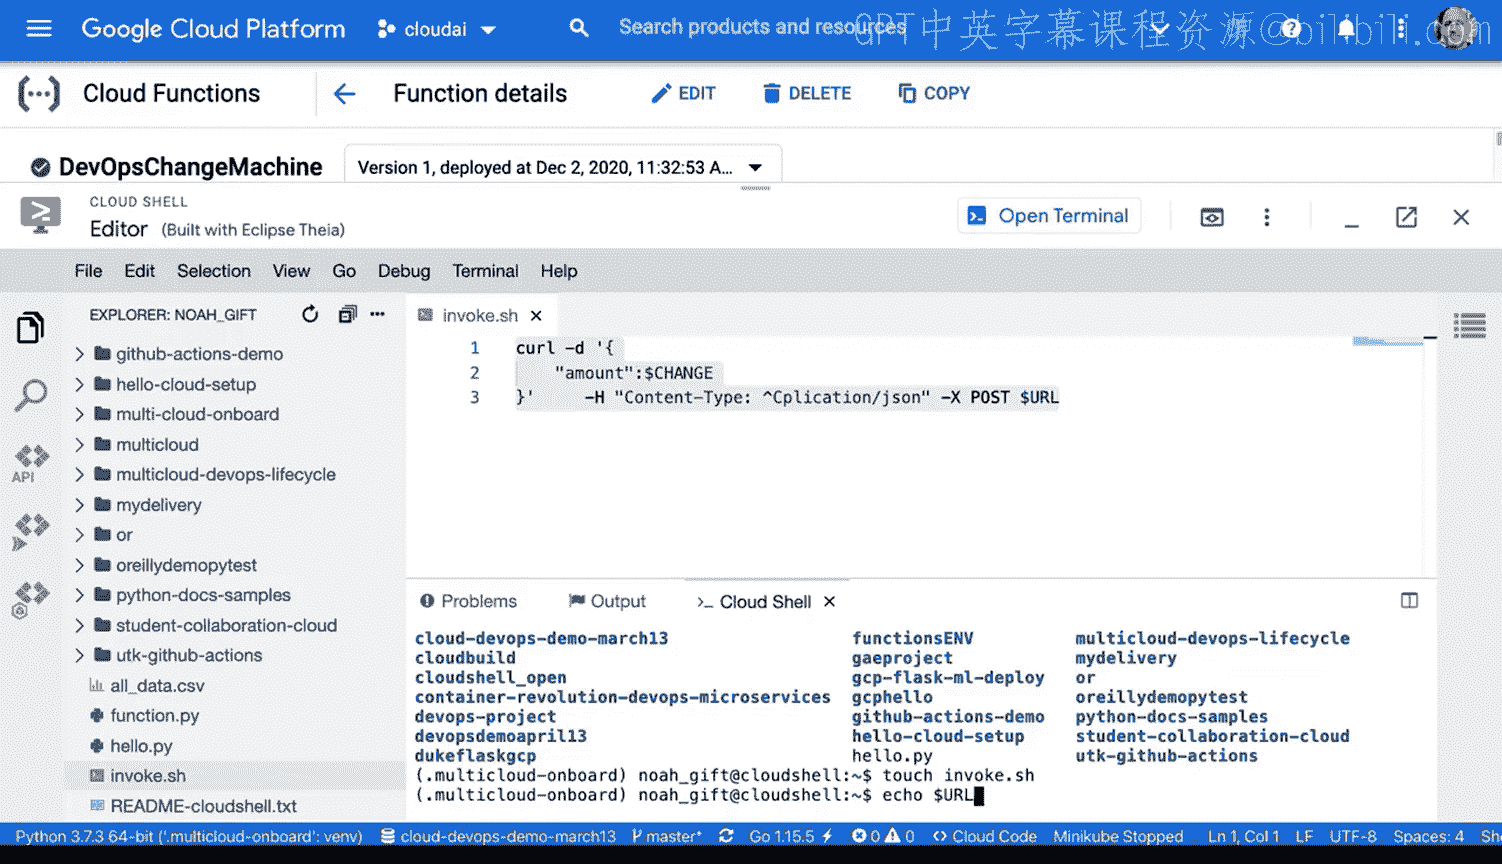 Google Cloud Platform cloudai Search products and resources
GPT中英字幕课程资源@bilibili.com
Cloud Functions Function details EDIT DELETE COPY
DevOpsChangeMachine Version 1, deployed at Dec 2, 2020, 11:32:53 A...
CLOUD SHELL
Editor (Built with Eclipse Theia) Open Terminal
File Edit Selection View Go Debug Terminal Help
EXPLORER: NOAH_GIFT
github-actions-demo
hello-cloud-setup
multi-cloud-onboard
multicloud
multicloud-devops-lifecycle
mydelivery
or
oreillydemopytest
python-docs-samples
student-collaboration-cloud
utk-github-actions
all_data.csv
function.py
hello.py
invoke.sh
README-cloudshell.txt
API
invoke.sh
1 curl -d '{
2 "amount":$CHANGE
3 }' -H "Content-Type: ^Cplication/json" -X POST $URL
Problems Output >_ Cloud Shell
cloud-devops-demo-march13 functionsENV multicloud-devops-lifecycle
cloudbuild gaeproject mydelivery
cloudshell_open gcp-flask-ml-deploy or
container-revolution-devops-microservices gcphello oreillydemopytest
devops-project github-actions-demo python-docs-samples
devopsdemoapril13 hello-cloud-setup student-collaboration-cloud
dukeflaskgcp hello.py utk-github-actions
(.multicloud-onboard) noah_gift@cloudshell:~$ touch invoke.sh
(.multicloud-onboard) noah_gift@cloudshell:~$ echo $URL
Python 3.7.3 64-bit ('.multicloud-onboard': venv) cloud-devops-demo-march13 master* Go 1.15.5 0 0 <> Cloud Code Minikube Stopped Ln 1, Col 1 LF UTF-8 Spaces: 4 She